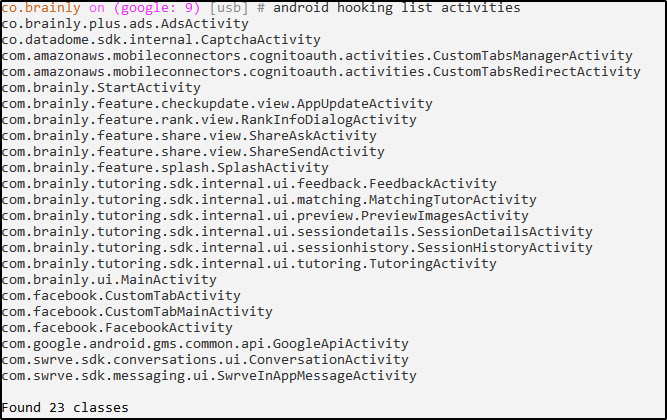 co.brainly on (google: 9) [usb] # android hooking list activities
co.brainly.plus.ads.AdsActivity
co.datadome.sdk.internal.CaptchaActivity
com.amazonaws.mobileconnectors.cognitoauth.activities.CustomTabsManagerActivity
com.amazonaws.mobileconnectors.cognitoauth.activities.CustomTabsRedirectActivity
com.brainly.StartActivity
com.brainly.feature.checkupdate.view.AppUpdateActivity
com.brainly.feature.rank.view.RankInfoDialogActivity
com.brainly.feature.share.view.ShareAskActivity
com.brainly.feature.share.view.ShareSendActivity
com.brainly.feature.splash.SplashActivity
com.brainly.tutoring.sdk.internal.ui.feedback.FeedbackActivity
com.brainly.tutoring.sdk.internal.ui.matching.MatchingTutorActivity
com.brainly.tutoring.sdk.internal.ui.preview.PreviewImagesActivity
com.brainly.tutoring.sdk.internal.ui.sessiondetails.SessionDetailsActivity
com.brainly.tutoring.sdk.internal.ui.sessionhistory.SessionHistoryActivity
com.brainly.tutoring.sdk.internal.ui.tutoring.TutoringActivity
com.brainly.ui.MainActivity
com.facebook.CustomTabActivity
com.facebook.CustomTabMainActivity
com.facebook.FacebookActivity
com.google.android.gms.common.api.GoogleApiActivity
com.swrve.sdk.conversations.ui.ConversationActivity
com.swrve.sdk.messaging.ui.SwrveInAppMessageActivity
Found 23 classes